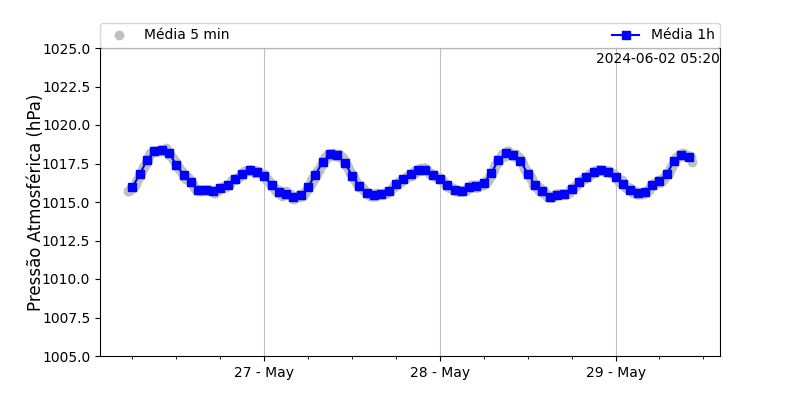 Média 5 min
Média 1h
2024-06-02 05:20
Pressão Atmosférica (hPa)
1025.0
1022.5
1020.0
1017.5
1015.0
1012.5
1010.0
1007.5
1005.0
27 - May
28 - May
29 - May